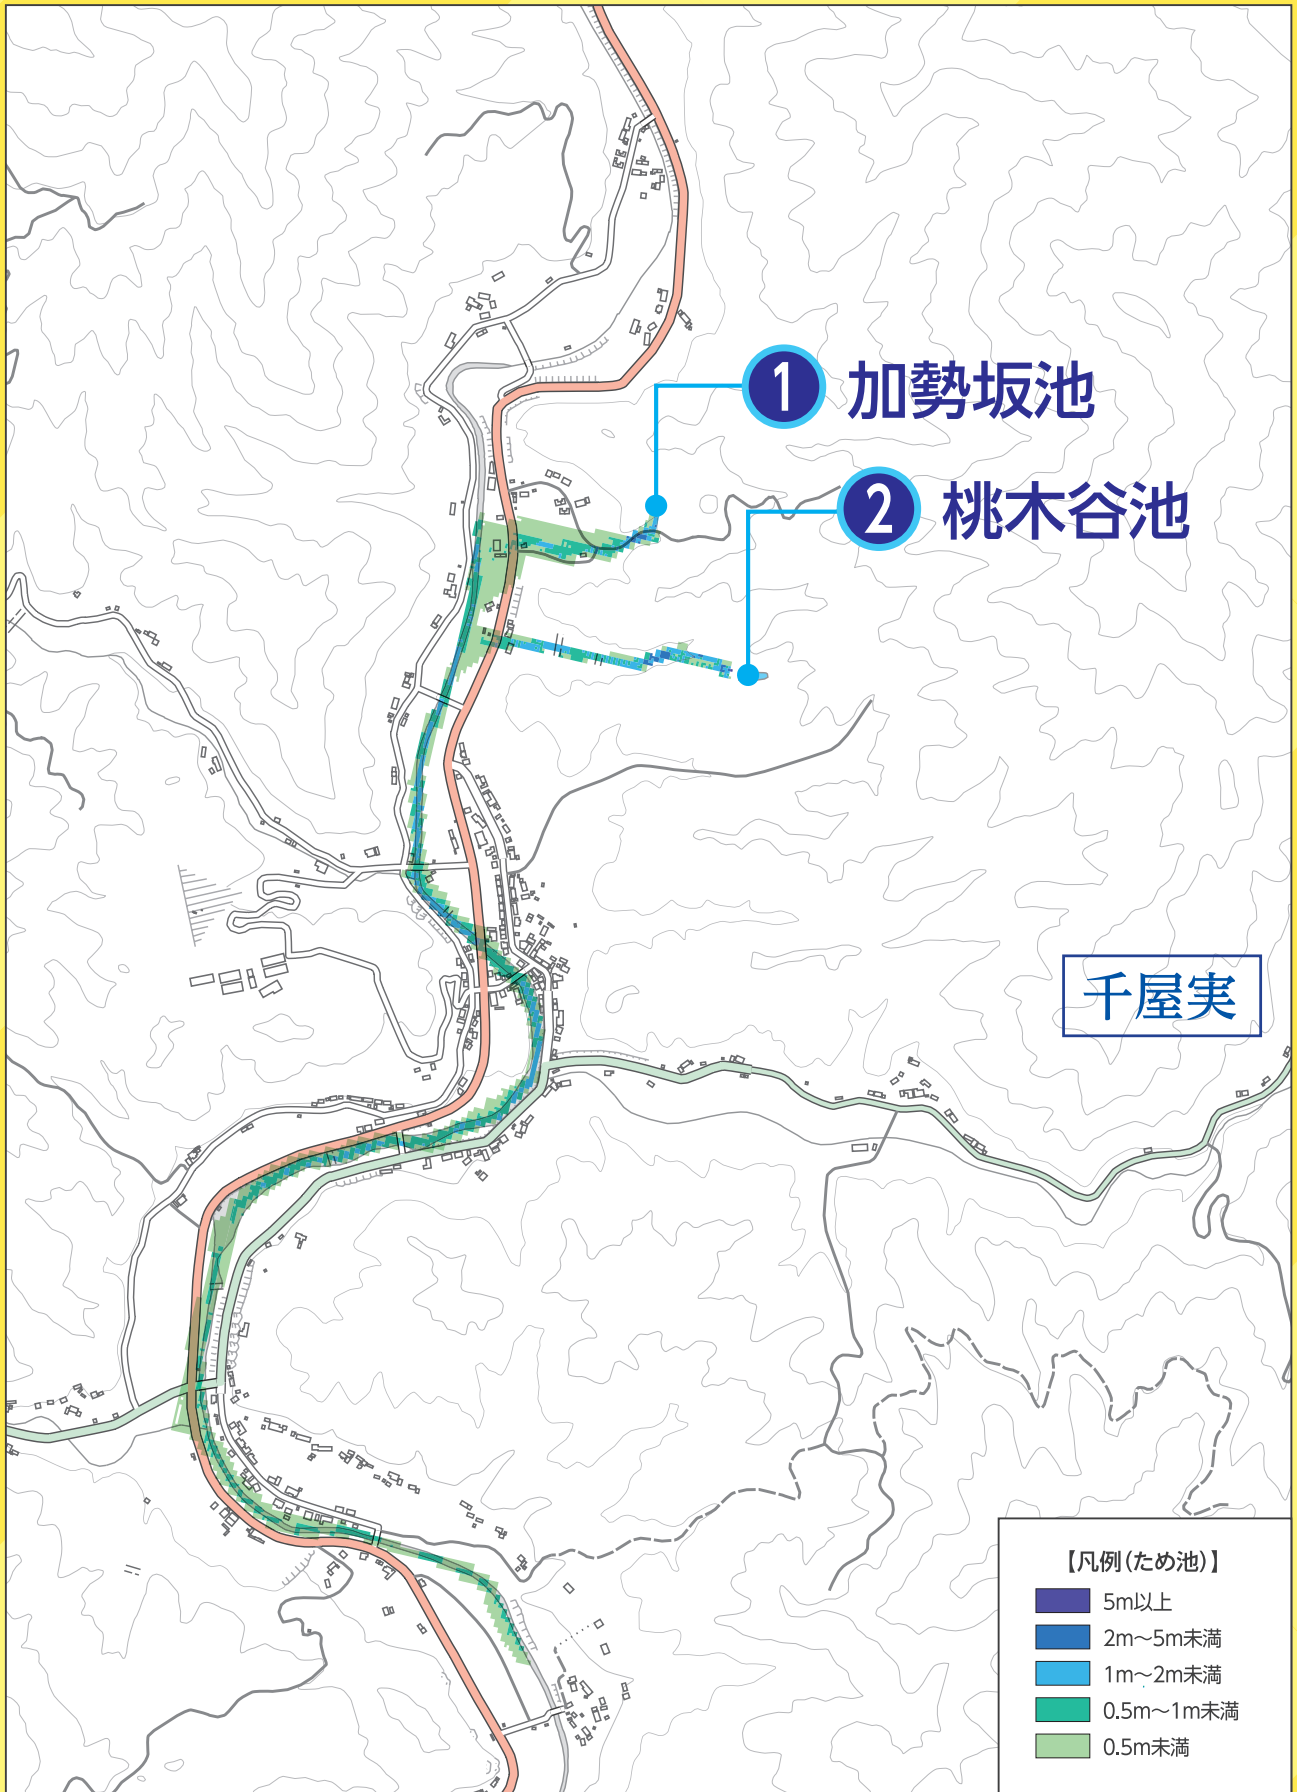 1 加勢坂池
2 桃木谷池
千屋実
【凡例(ため池)】
5m以上
2m～5m未満
1m～2m未満
0.5m～1m未満
0.5m未満